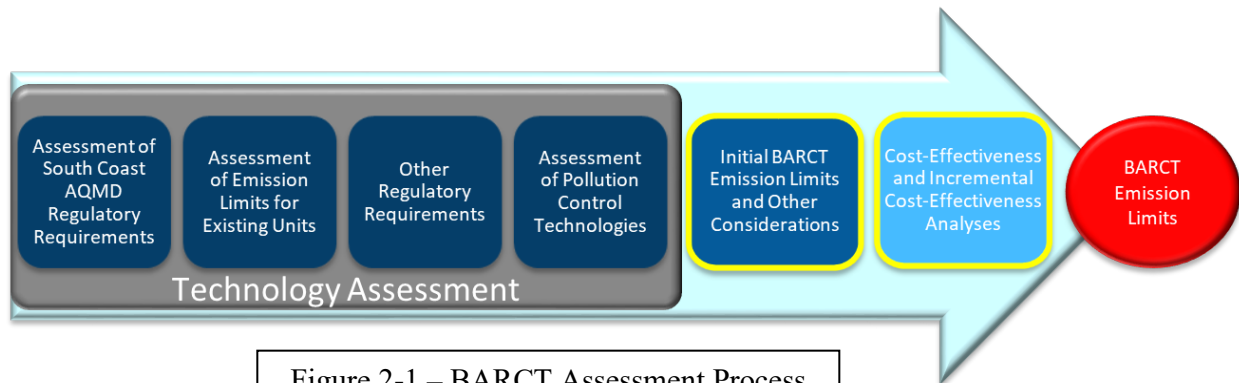 Assessment of
South Coast
AQMD
Regulatory
Requirements
Assessment
of Emission
Limits for
Existing Units
Other
Regulatory
Requirements
Assessment
of Pollution
Control
Technologies
Initial BARCT
Emission Limits
and Other
Considerations
Cost-Effectiveness
and Incremental
Cost-Effectiveness
Analyses
BARCT
Emission
Limits
Technology Assessment
Figure 2-1 – BARCT Assessment Process